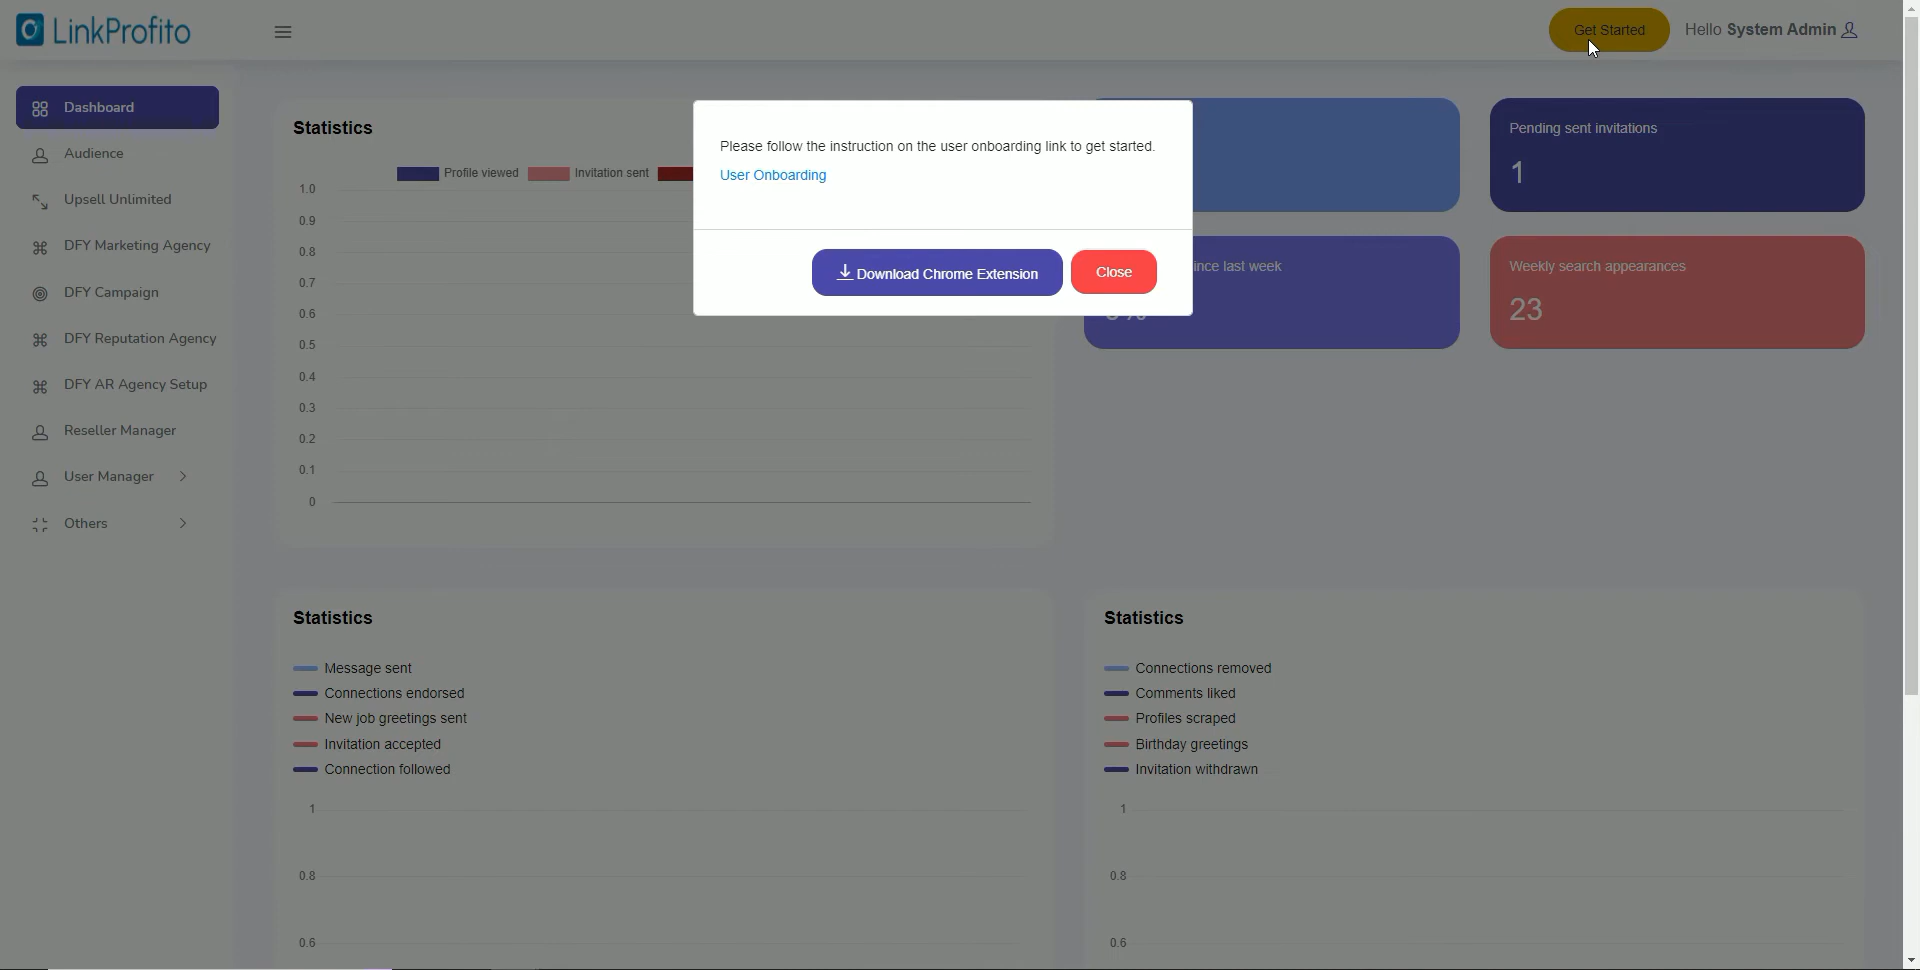 LinkProfito
Get Started
Hello System Admin
Dashboard
Audience
Upsell Unlimited
DFY Marketing Agency
DFY Campaign
DFY Reputation Agency
DFY AR Agency Setup
Reseller Manager
User Manager
Others
Statistics
Profile viewed
Invitation sent
1.0
0.9
0.8
0.7
0.6
0.5
0.4
0.3
0.2
0.1
0
Please follow the instruction on the user onboarding link to get started.
User Onboarding
Download Chrome Extension
Close
Pending sent invitations
1
since last week
Weekly search appearances
23
Statistics
Message sent
Connections endorsed
New job greetings sent
Invitation accepted
Connection followed
1
0.8
0.6
Statistics
Connections removed
Comments liked
Profiles scraped
Birthday greetings
Invitation withdrawn
1
0.8
0.6